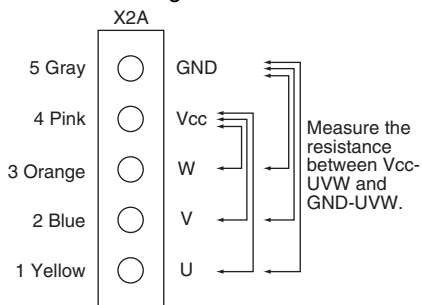 X2A
5 Gray GND
4 Pink Vcc
3 Orange W
2 Blue V
1 Yellow U
Measure the
resistance
between Vcc-
UVW and
GND-UVW.